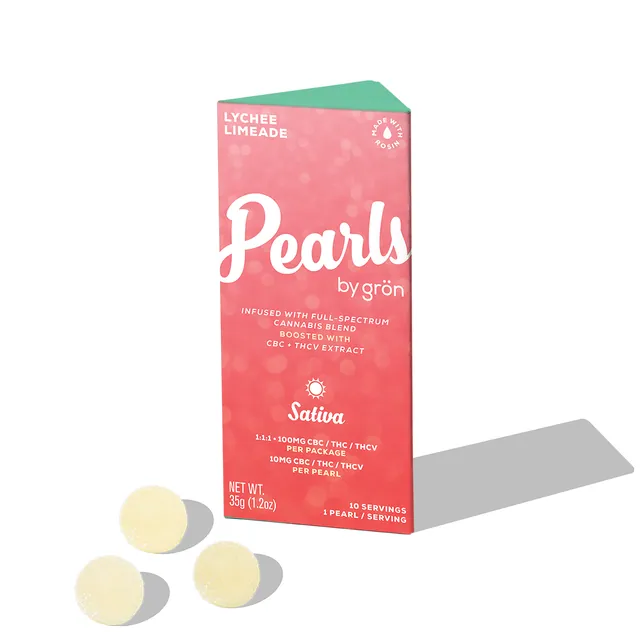 LYCHEE
LIMEADE
MADE WITH ROSIN
Pearls
by grön
INFUSED WITH FULL-SPECTRUM
CANNABIS BLEND
BOOSTED WITH
CBC + THCV EXTRACT
Sativa
1:1:1 • 100MG CBC / THC / THCV
PER PACKAGE
10MG CBC / THC / THCV
PER PEARL
NET WT.
35g (1.2oz)
10 SERVINGS
1 PEARL / SERVING